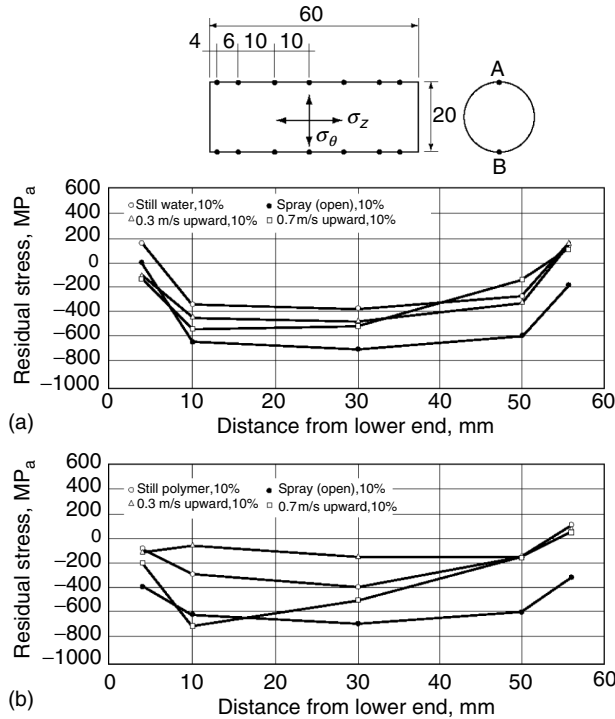 60
4 6 10 10
A
σz
σθ
20
B
600
400
200
0
−200
−400
−600
−800
−1000
Residual stress, MPa
Still water,10% Spray (open),10%
0.3 m/s upward,10% 0.7m/s upward,10%
0 10 20 30 40 50 60
(a) Distance from lower end, mm
600
400
200
0
−200
−400
−600
−800
−1000
Residual stress, MPa
Still polymer,10% Spray (open),10%
0.3 m/s upward,10% 0.7m/s upward,10%
0 10 20 30 40 50 60
(b) Distance from lower end, mm